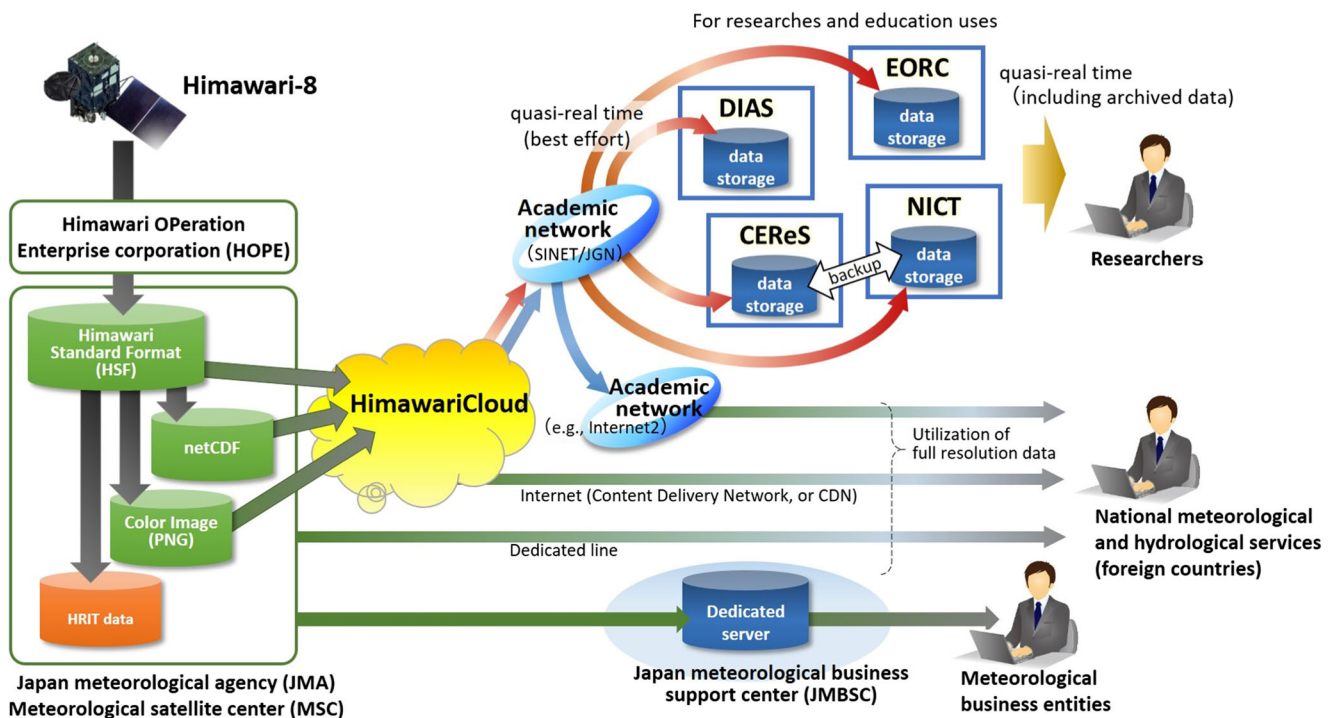 For researches and education uses
Himawari-8
EORC
data
storage
DIAS
data
storage
quasi-real time
(best effort)
quasi-real time
(including archived data)
Researchers
Himawari OPeration
Enterprise corporation (HOPE)
Academic
network
(SINET/JGN)
CEReS
data
storage
backup
NICT
data
storage
Himawari
Standard Format
(HSF)
netCDF
Color Image
(PNG)
HRIT data
HimawariCloud
Academic
network
(e.g., Internet2)
Utilization of
full resolution data
Internet (Content Delivery Network, or CDN)
Dedicated line
National meteorological
and hydrological services
(foreign countries)
Dedicated
server
Japan meteorological agency (JMA)
Meteorological satellite center (MSC)
Japan meteorological business
support center (JMBSC)
Meteorological
business entities